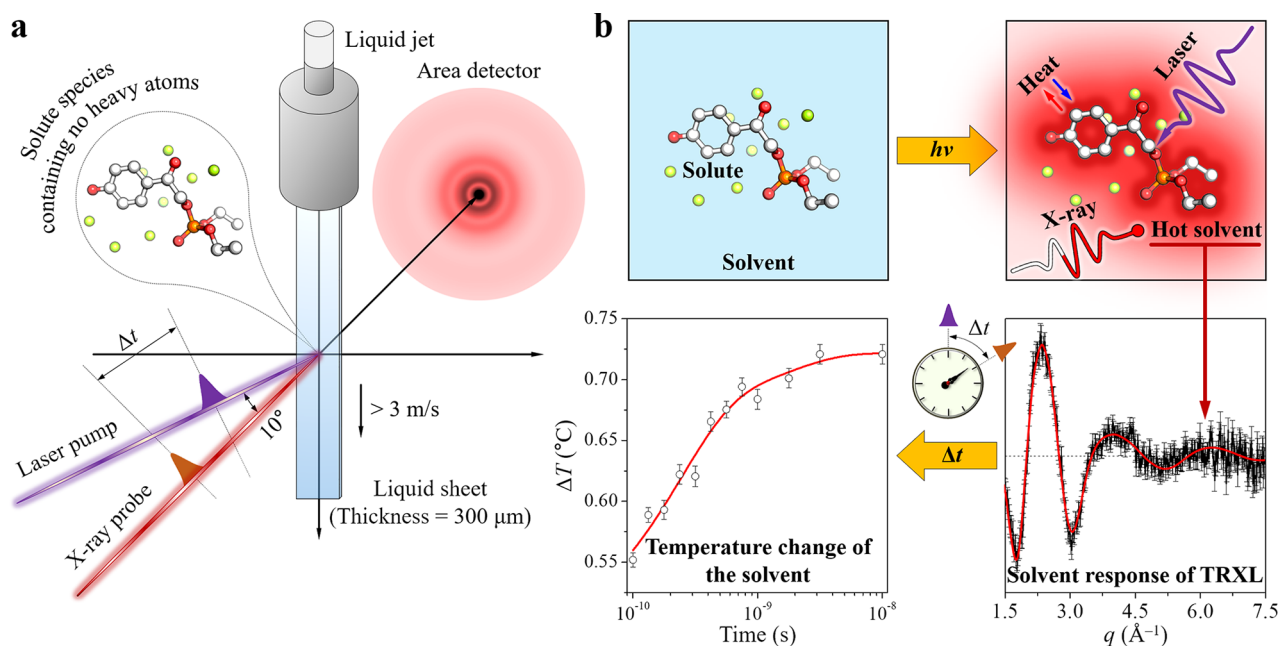 a
Liquid jet
Area detector
Solute species
containing no heavy atoms
Δt
10°
> 3 m/s
Laser pump
X-ray probe
Liquid sheet
(Thickness = 300 μm)
b
Solute
Solvent
hν
Heat
Laser
X-ray
Hot solvent
0.75
0.70
0.65
0.60
0.55
ΔT (°C)
Temperature change of
the solvent
10⁻¹⁰
10⁻⁹
10⁻⁸
Time (s)
Δt
Δt
Solvent response of TRXL
1.5
3.0
4.5
6.0
7.5
q (Å⁻¹)